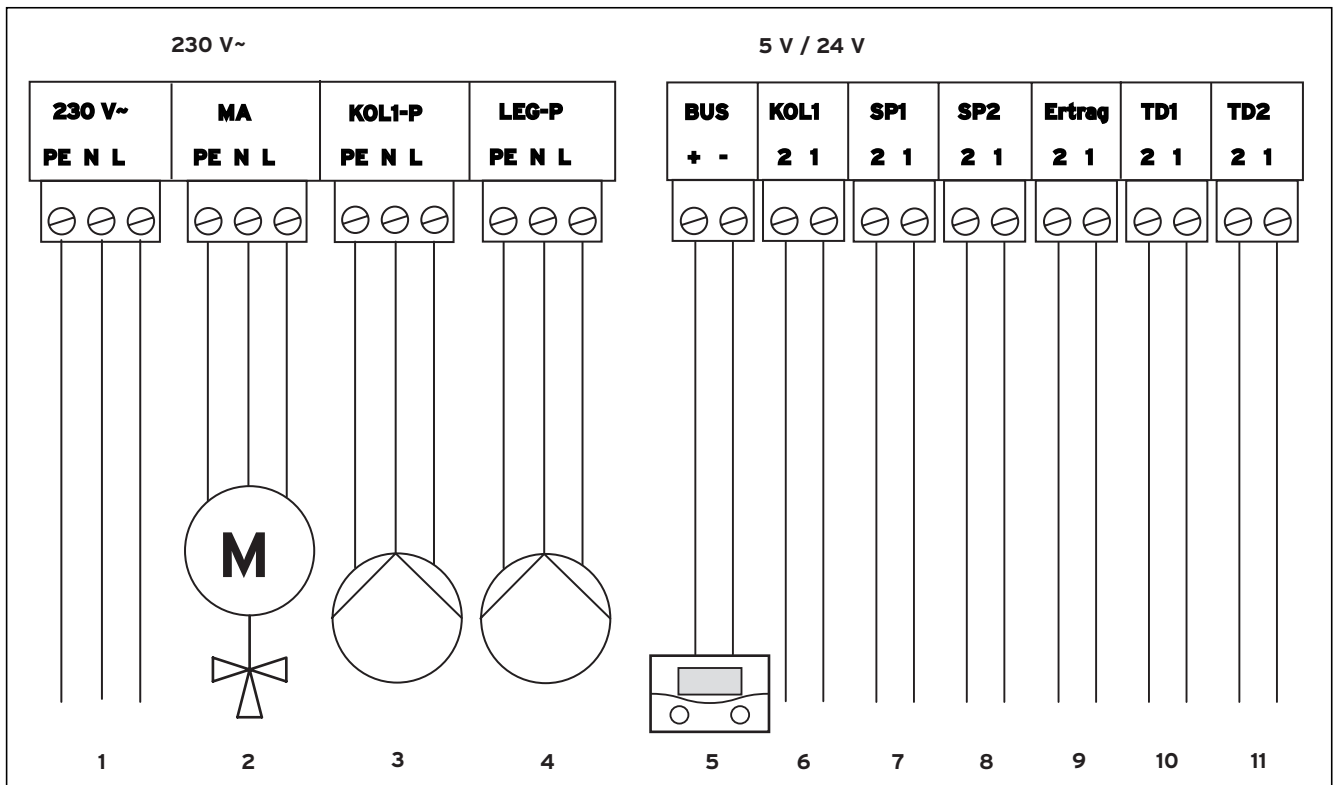 230 V~ 5 V / 24 V
230 V~ MA KOL1-P LEG-P BUS KOL1 SP1 SP2 Ertrag TD1 TD2
PE N L PE N L PE N L PE N L + - 2 1 2 1 2 1 2 1 2 1 2 1
M
1 2 3 4 5 6 7 8 9 10 11